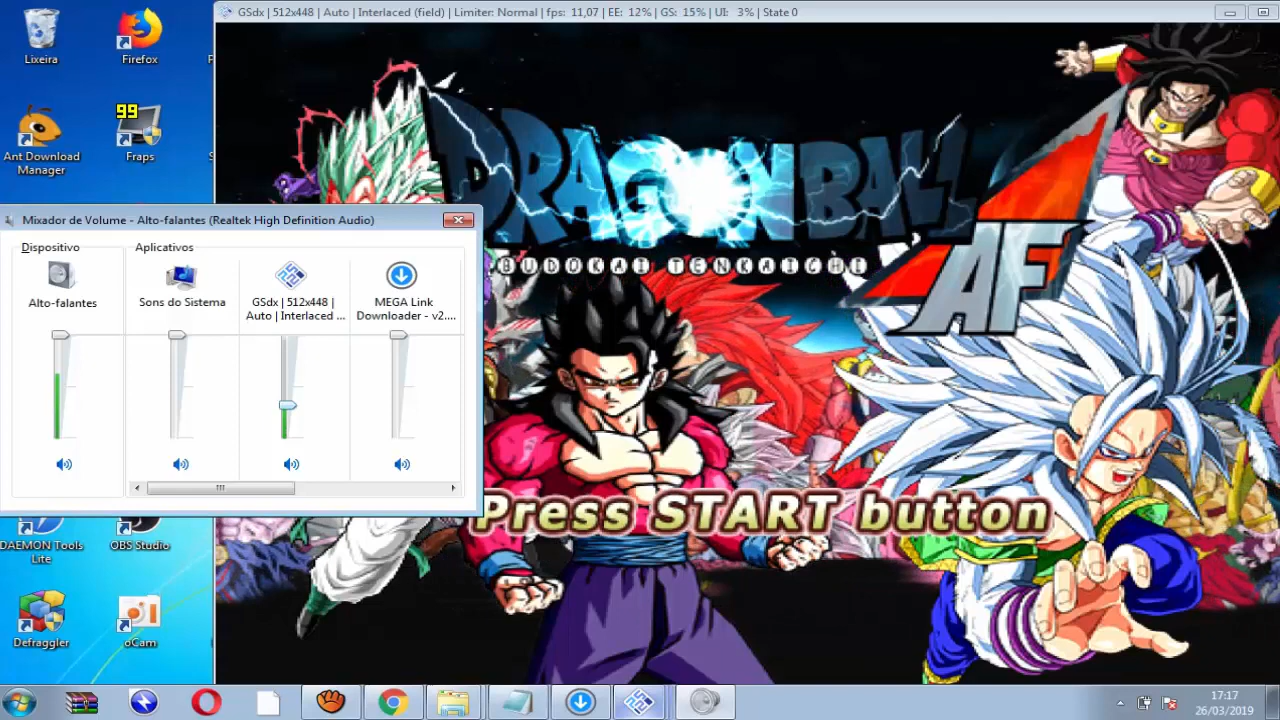 GSdx | 512x448 | Auto | Interlaced (field) | Limiter: Normal | fps: 11,07 | EE: 12% | GS: 15% | UI: 3% | State 0
Lixeira
Firefox
99
Ant Download
Manager
Fraps
DRAGONBALL
AF
BUDOKAI TENKAICHI
Mixador de Volume - Alto-falantes (Realtek High Definition Audio)
Dispositivo
Aplicativos
Alto-falantes
Sons do Sistema
GSdx | 512x448 |
Auto | Interlaced ...
MEGA Link
Downloader - v2....
Press START button
DAEMON Tools
Lite
OBS Studio
Defraggler
oCam
17:17
26/03/2019